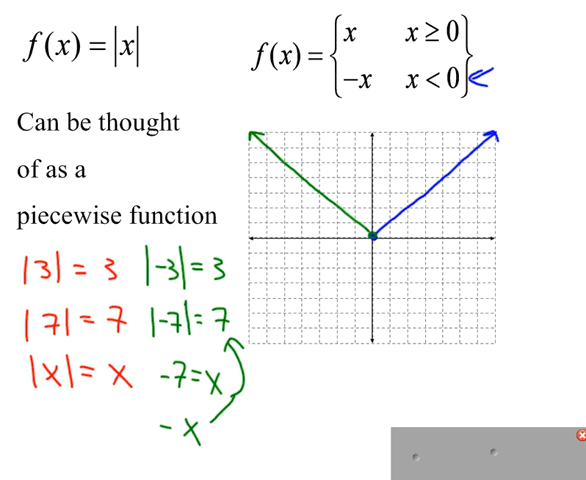 f(x) = |x|
f(x) = { x x ≥ 0
−x x < 0 }
Can be thought
of as a
piecewise function
|3| = 3 |-3| = 3
|7| = 7 |-7| = 7
|x| = x -7 = x
-x